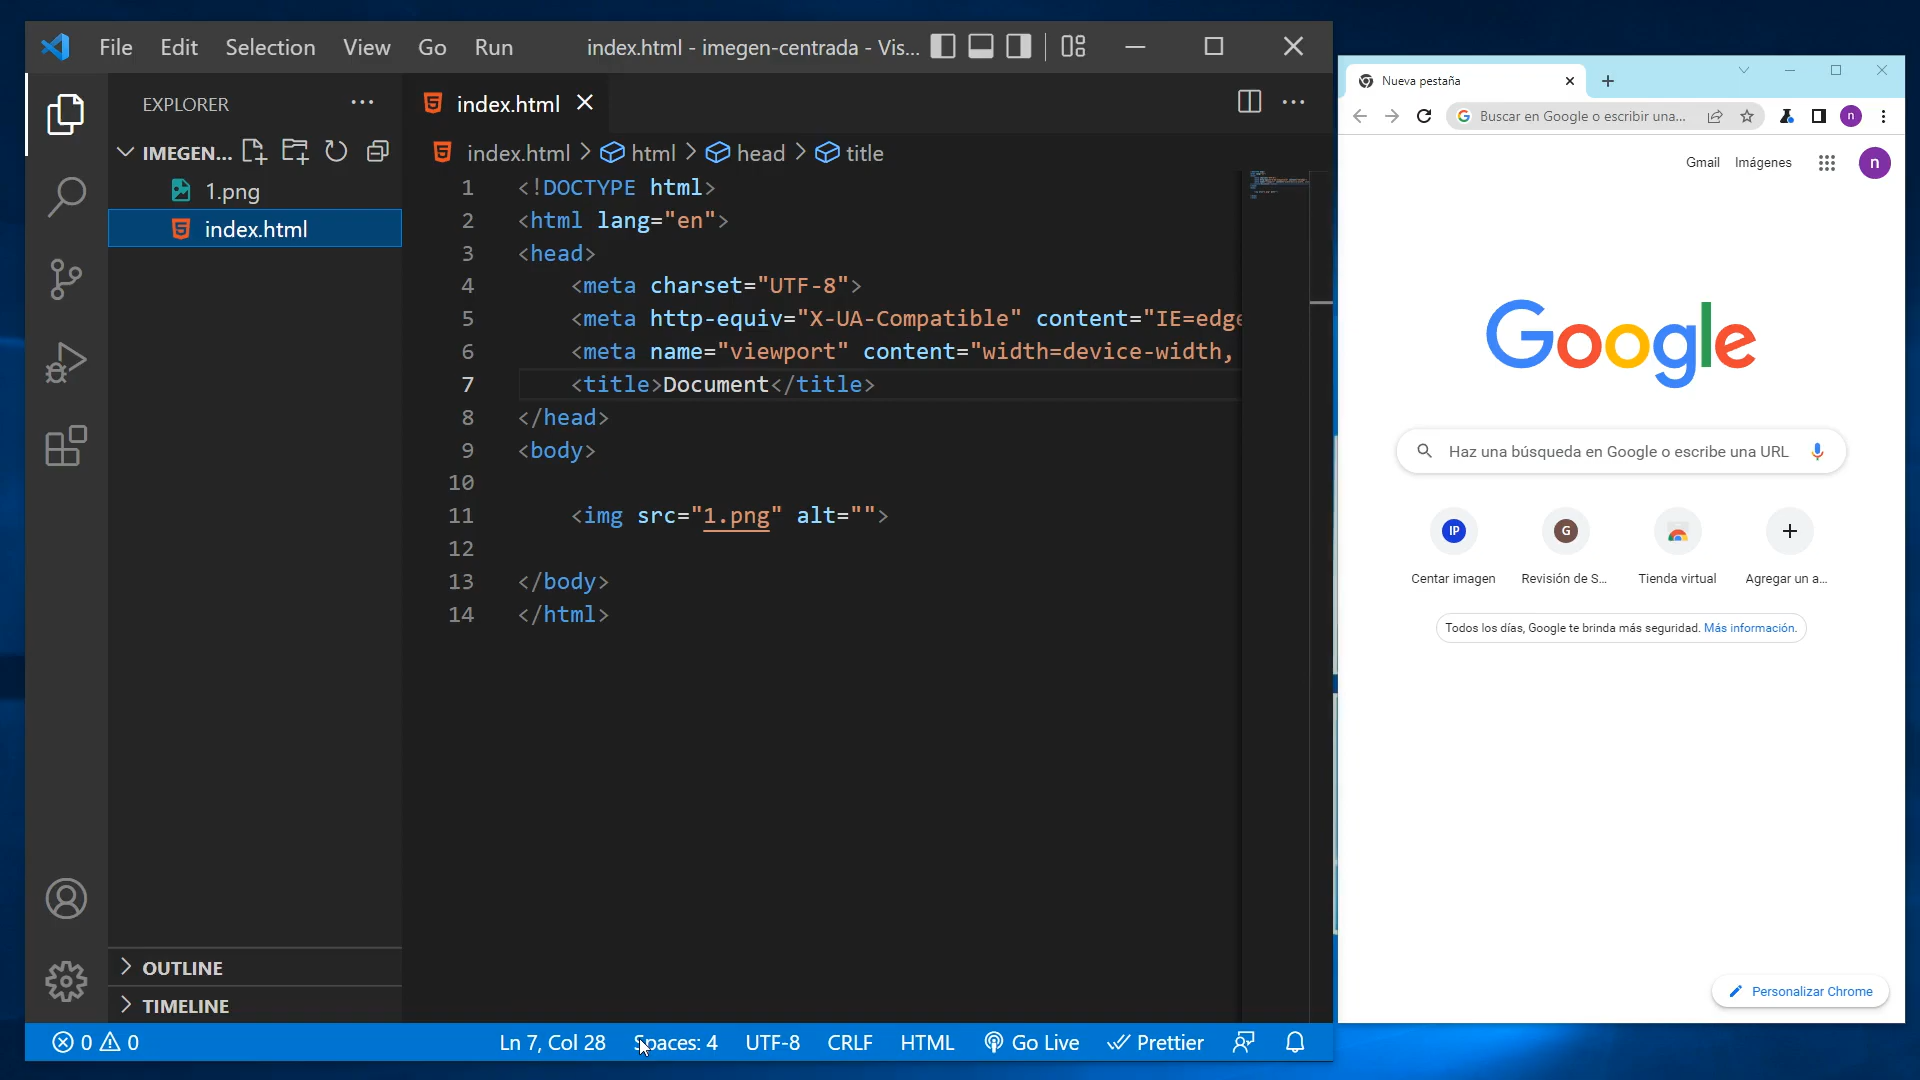 File Edit Selection View Go Run index.html - imegen-centrada - Vis...
EXPLORER
IMEGEN...
1.png
index.html
index.html
index.html > html > head > title
1 <!DOCTYPE html>
2 <html lang="en">
3 <head>
4 <meta charset="UTF-8">
5 <meta http-equiv="X-UA-Compatible" content="IE=edge
6 <meta name="viewport" content="width=device-width,
7 <title>Document</title>
8 </head>
9 <body>
10
11 <img src="1.png" alt="">
12
13 </body>
14 </html>
OUTLINE
TIMELINE
0 0 Ln 7, Col 28 Spaces: 4 UTF-8 CRLF HTML Go Live Prettier
Nueva pestaña
Buscar en Google o escribir una... n
Gmail Imágenes n
Google
Haz una búsqueda en Google o escribe una URL
IP G
Centar imagen Revisión de S... Tienda virtual Agregar un a...
Todos los días, Google te brinda más seguridad. Más información.
Personalizar Chrome